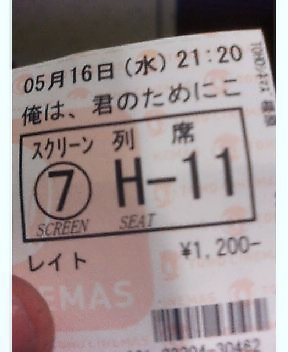 05月16日(水)21:20
俺は、君のためにこ
スクリーン 列 席
7 H-11
SCREEN SEAT
レイト ¥1,200-
EMAS